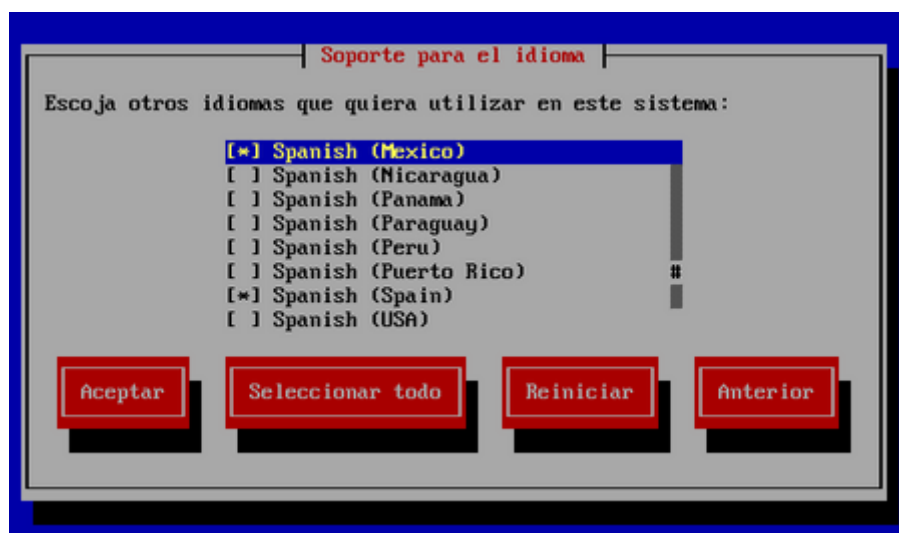 Soporte para el idioma
Escoja otros idiomas que quiera utilizar en este sistema:
[*] Spanish (Mexico)
[ ] Spanish (Nicaragua)
[ ] Spanish (Panama)
[ ] Spanish (Paraguay)
[ ] Spanish (Peru)
[ ] Spanish (Puerto Rico) #
[*] Spanish (Spain)
[ ] Spanish (USA)
Aceptar Seleccionar todo Reiniciar Anterior